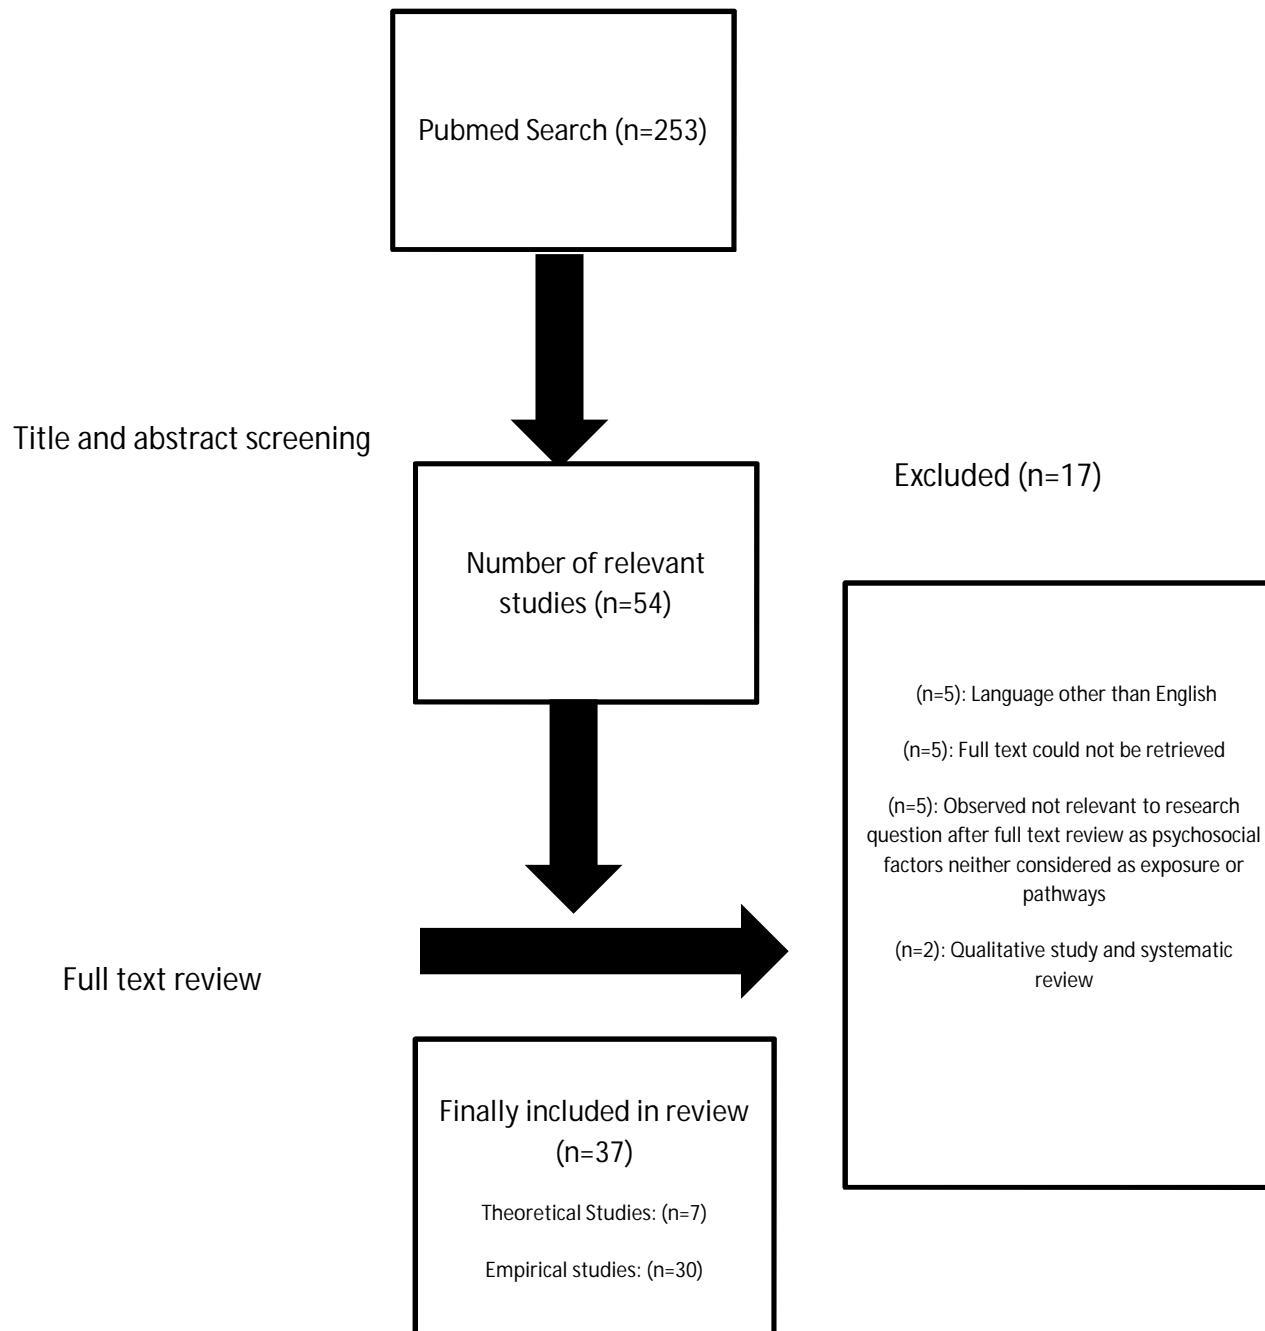 Pubmed Search (n=253)
Title and abstract screening
Excluded (n=17)
Number of relevant
studies (n=54)
(n=5): Language other than English
(n=5): Full text could not be retrieved
(n=5): Observed not relevant to research
question after full text review as psychosocial
factors neither considered as exposure or
pathways
(n=2): Qualitative study and systematic
review
Full text review
Finally included in review
(n=37)
Theoretical Studies: (n=7)
Empirical studies: (n=30)